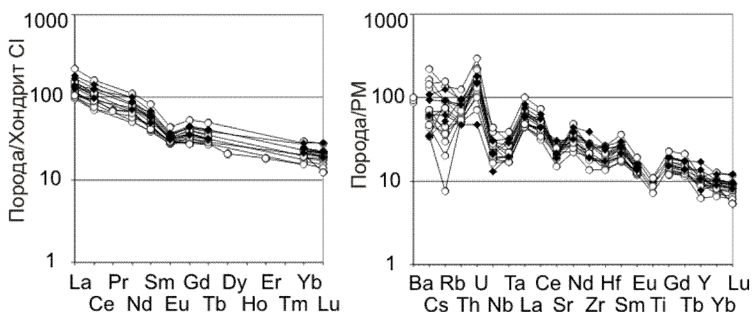 Порода/Хондрит CI
1000
100
10
1
La Pr Sm Gd Dy Er Yb
Ce Nd Eu Tb Ho Tm Lu
Порода/PM
1000
100
10
1
Ba Rb U Ta Ce Nd Hf Eu Gd Y Lu
Cs Th Nb La Sr Zr Sm Ti Tb Yb